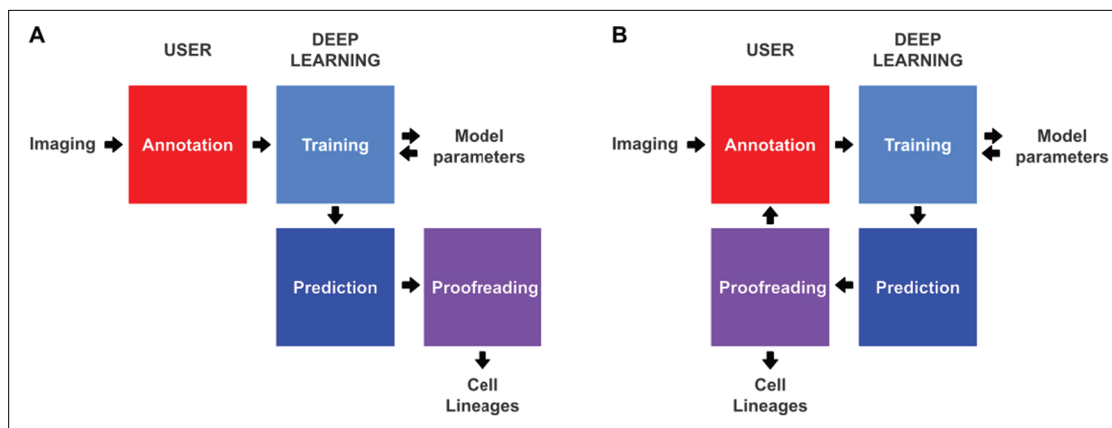 A
USER
DEEP
LEARNING
Imaging
Annotation
Training
Model
parameters
Prediction
Proofreading
Cell
Lineages
B
USER
DEEP
LEARNING
Imaging
Annotation
Training
Model
parameters
Proofreading
Prediction
Cell
Lineages